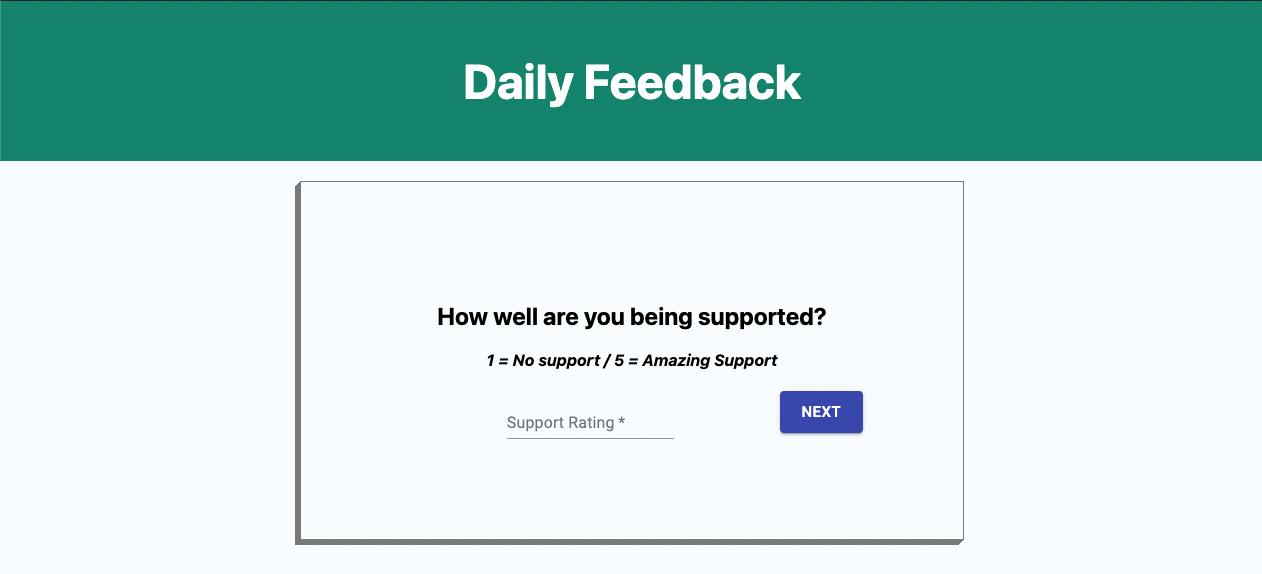 Daily Feedback
How well are you being supported?
1 = No support / 5 = Amazing Support
Support Rating *
NEXT